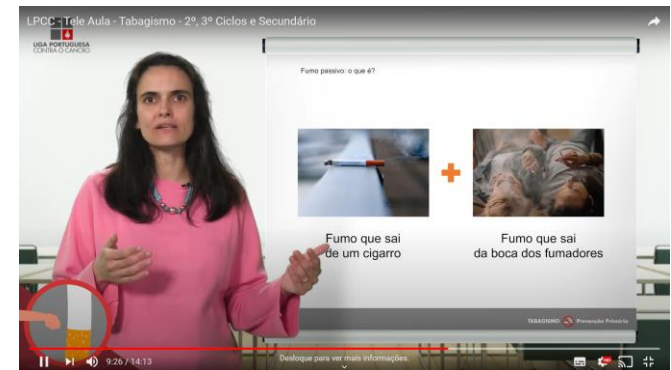 LPCC - Tele Aula - Tabagismo - 2º, 3º Ciclos e Secundário
LIGA PORTUGUESA
CONTRA O CANCRO
Fumo passivo: o que é?
Fumo que sai
de um cigarro
Fumo que sai
da boca dos fumadores
TABAGISMO Prevenção Primária
9:26 / 14:13
Desloque para ver mais informações.